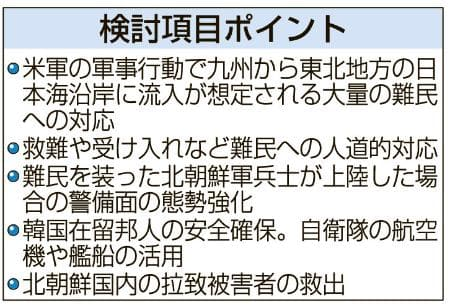 検討項目ポイント
●米軍の軍事行動で九州から東北地方の日
本海沿岸に流入が想定される大量の難民
への対応
●救難や受け入れなど難民への人道的対応
●難民を装った北朝鮮軍兵士が上陸した場
合の警備面の態勢強化
●韓国在留邦人の安全確保。自衛隊の航空
機や艦船の活用
●北朝鮮国内の拉致被害者の救出